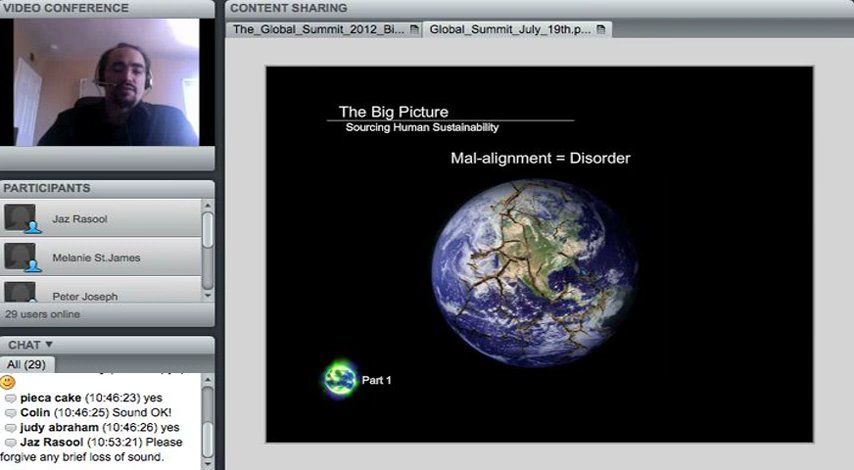 VIDEO CONFERENCE
CONTENT SHARING
The_Global_Summit_2012_Bi...
Global_Summit_July_19th.p...
The Big Picture
Sourcing Human Sustainability
Mal-alignment = Disorder
Part 1
PARTICIPANTS
Jaz Rasool
Melanie St.James
Peter Joseph
29 users online
CHAT
All (29)
pieca cake (10:46:23) yes
Colin (10:46:25) Sound OK!
judy abraham (10:46:26) yes
Jaz Rasool (10:53:21) Please
forgive any brief loss of sound.